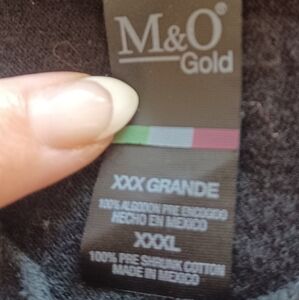 M&O®
Gold
XXX GRANDE
100% ALGODON PRE ENCOGIDO
HECHO EN MEXICO
XXXL
100% PRE SHRUNK COTTON
MADE IN MEXICO